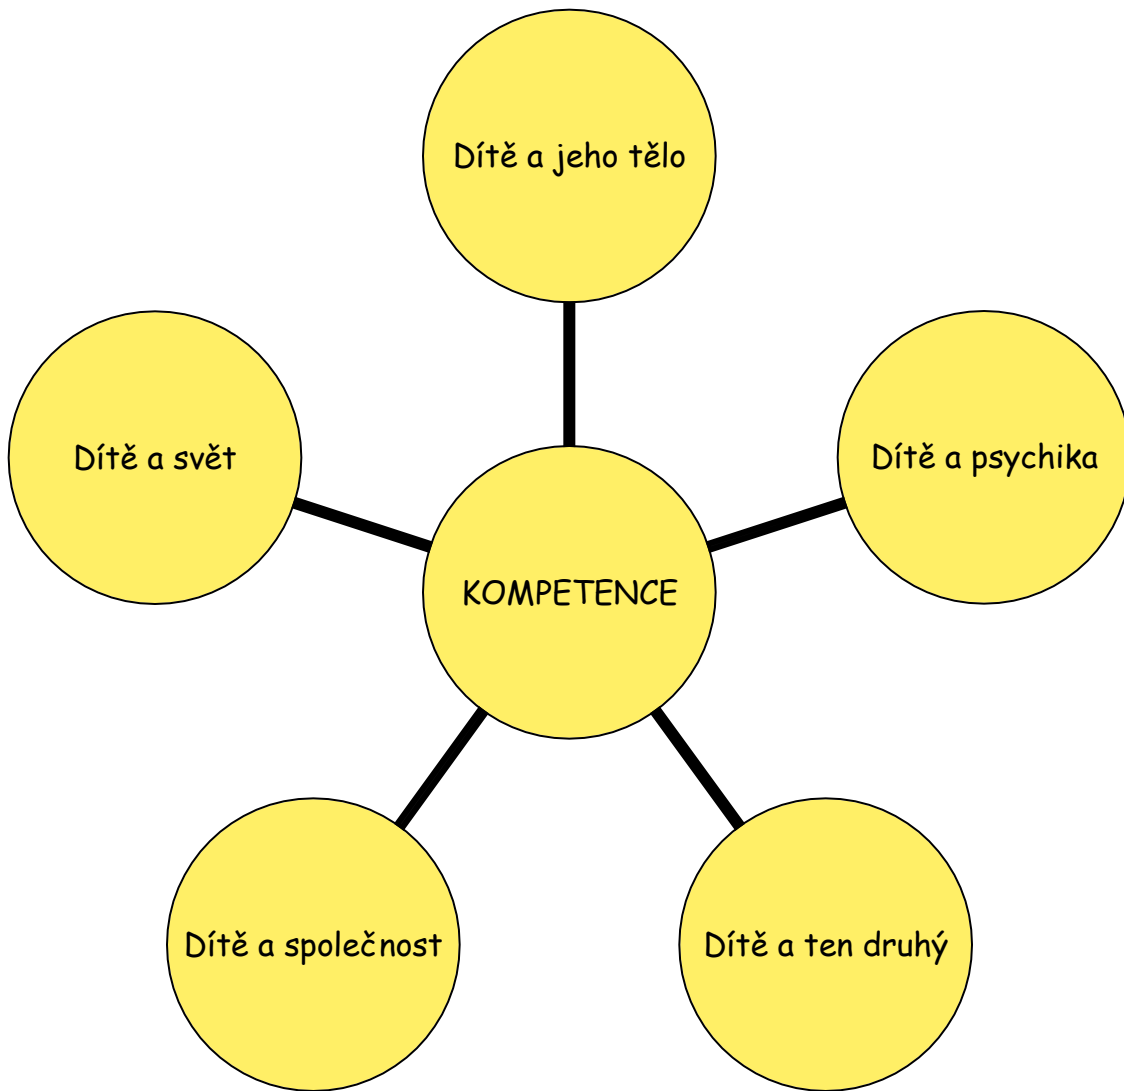 Dítě a jeho tělo
Dítě a svět
Dítě a psychika
KOMPETENCE
Dítě a společnost
Dítě a ten druhý